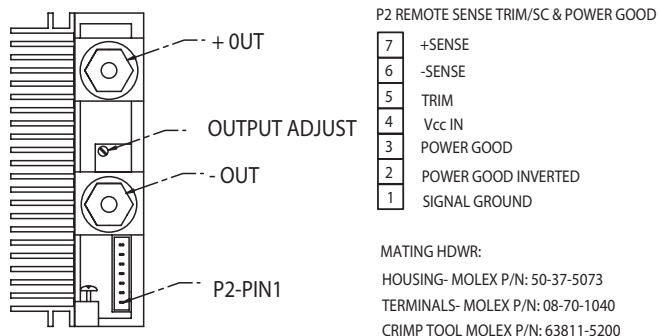 + 0UT
OUTPUT ADJUST
- OUT
P2-PIN1
P2 REMOTE SENSE TRIM/SC & POWER GOOD
7 +SENSE
6 -SENSE
5 TRIM
4 Vcc IN
3 POWER GOOD
2 POWER GOOD INVERTED
1 SIGNAL GROUND
MATING HDWR:
HOUSING- MOLEX P/N: 50-37-5073
TERMINALS- MOLEX P/N: 08-70-1040
CRIMP TOOL MOLEX P/N: 63811-5200